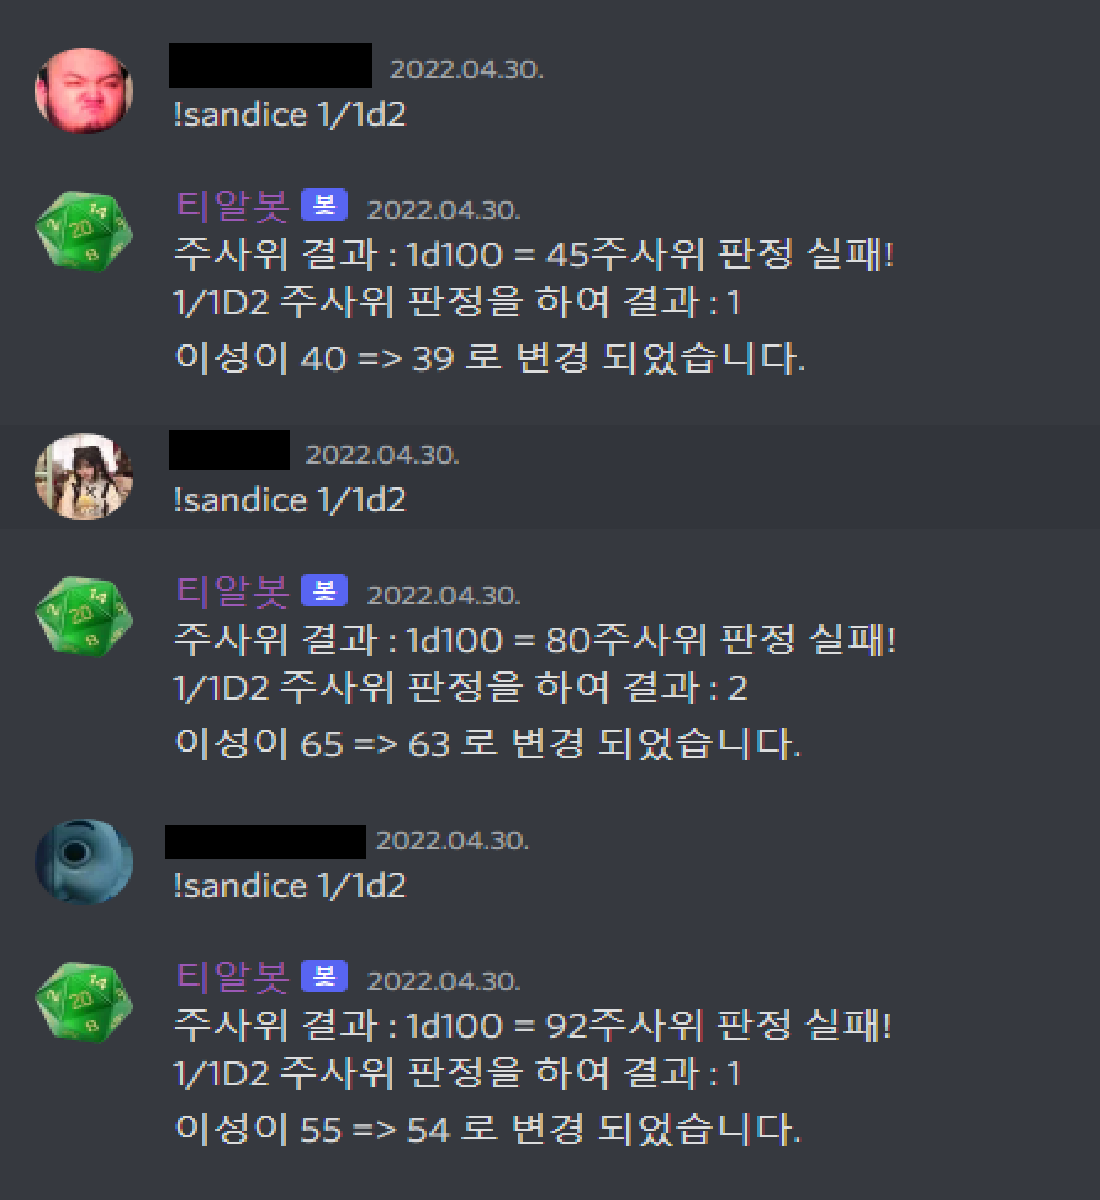 2022.04.30.
!sandice 1/1d2
티알봇 봇 2022.04.30.
주사위 결과 : 1d100 = 45주사위 판정 실패!
1/1D2 주사위 판정을 하여 결과 : 1
이성이 40 => 39 로 변경 되었습니다.
2022.04.30.
!sandice 1/1d2
티알봇 봇 2022.04.30.
주사위 결과 : 1d100 = 80주사위 판정 실패!
1/1D2 주사위 판정을 하여 결과 : 2
이성이 65 => 63 로 변경 되었습니다.
2022.04.30.
!sandice 1/1d2
티알봇 봇 2022.04.30.
주사위 결과 : 1d100 = 92주사위 판정 실패!
1/1D2 주사위 판정을 하여 결과 : 1
이성이 55 => 54 로 변경 되었습니다.